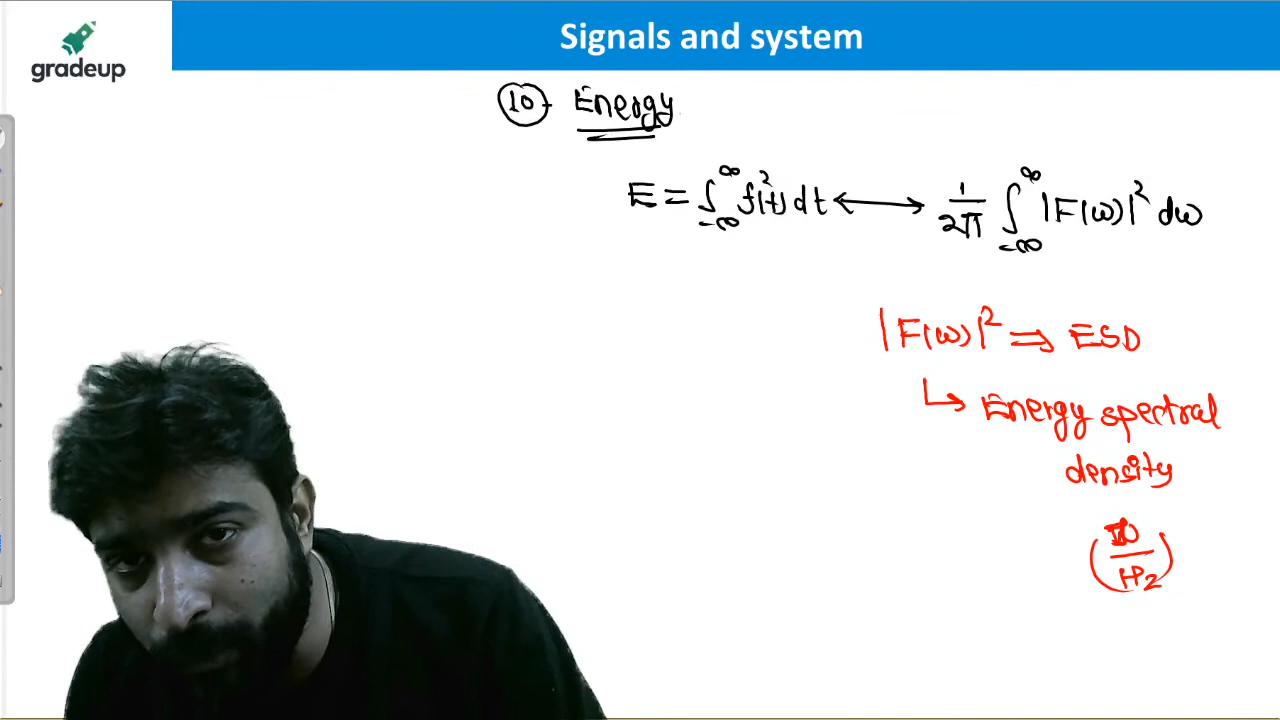 Signals and system
gradeup
10 Energy
E = ∫_{-∞}^{∞} f²(t) dt ⟷ 1/2π ∫_{-∞}^{∞} |F(ω)|² dω
|F(ω)|² ⇒ ESD
↳ Energy spectral
density
Hz